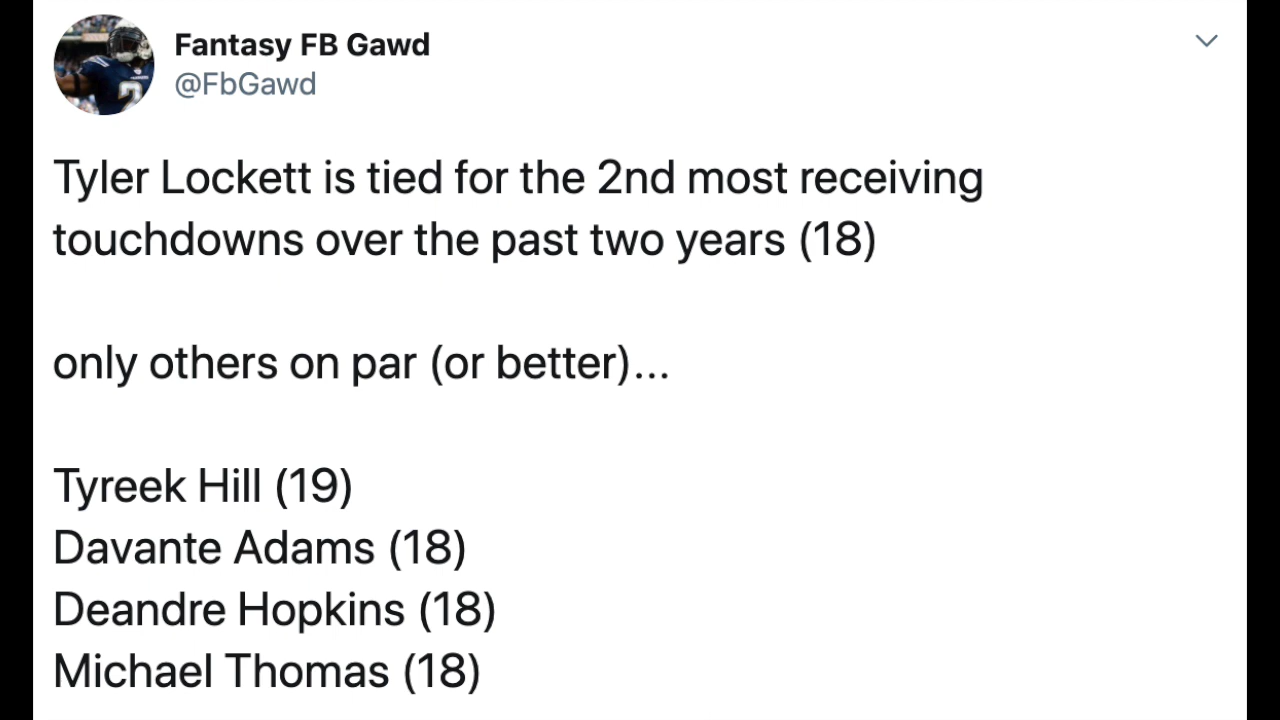 Fantasy FB Gawd
@FbGawd
Tyler Lockett is tied for the 2nd most receiving
touchdowns over the past two years (18)
only others on par (or better)...
Tyreek Hill (19)
Davante Adams (18)
Deandre Hopkins (18)
Michael Thomas (18)